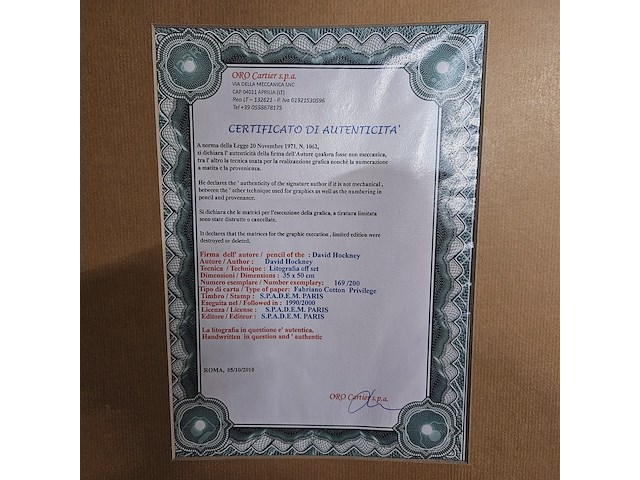 ORO Cartier s.p.a.
VIA DELLA MECCANICA SNC
CAP. 04011 APRILIA (LT)
Rea LT – 132621 - P. Iva 01921530596
Tel +39 0598678175
CERTIFICATO DI AUTENTICITA'
A norma della Legge 20 Novembre 1971, N. 1062,
si dichiara l' autenticità della firma dell'Autore qualora fosse non meccanica,
tra l' altro la tecnica usata per la realizzazione grafica nonchè la numerazione
a matita e la provenienza.
He declares the ' authenticity of the signature author if it is not mechanical ,
between the ' other technique used for graphics as well as the numbering in
pencil and provenance.
Si dichiara che le matrici per l'esecuzione della grafica, a tiratura limitata
sono state distrutte o cancellate.
It declares that the matrices for the graphic execution , limited edition were
destroyed or deleted.
Firma dell' autore / pencil of the : David Hockney
Autore / Author : David Hockney
Tecnica / Technique : Litografia off set
Dimensioni / Dimensions : 35 x 50 cm
Numero esemplare / Number exemplary: 169 /200
Tipo di carta / Type of paper: Fabriano Cotton Privilege
Timbro / Stamp : S.P.A.D.E.M. PARIS
Eseguita nel / Followed in : 1990/2000
Licenza / License : S.P.A.D.E.M. PARIS
Editore / Editeur : S.P.A.D.E.M. PARIS
La litografia in questione e' autentica.
Handwritten in question and ' authentic
ROMA, 05/10/2010
ORO Cartier s.p.a.